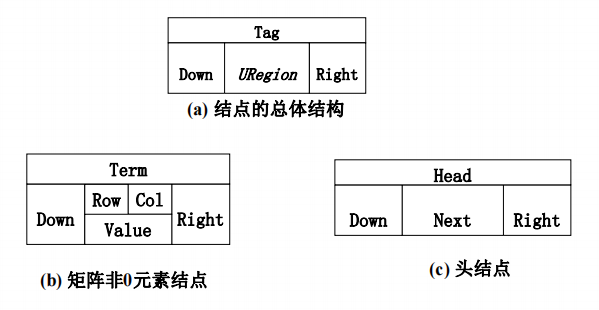 Tag
Down URegion Right
(a) 结点的总体结构
Term
Down Row Col Right
Value
(b) 矩阵非0元素结点
Head
Down Next Right
(c) 头结点